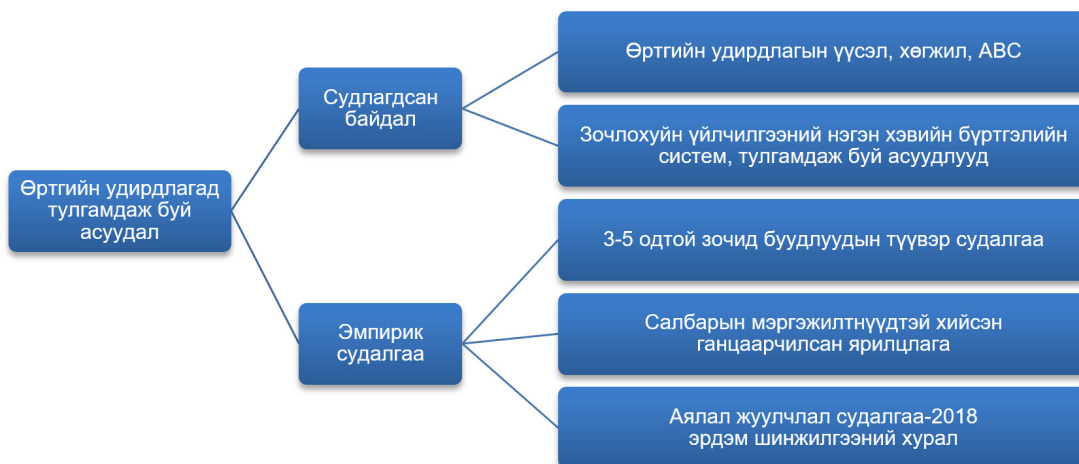 Өртгийн удирдлагын үүсэл, хөгжил, ABC
Судлагдсан
байдал
Зочлохуйн үйлчилгээний нэгэн хэвийн бүртгэлийн
систем, тулгамдаж буй асуудлууд
Өртгийн удирдлагад
тулгамдаж буй
асуудал
3-5 одтой зочид буудлуудын түүвэр судалгаа
Эмпирик
судалгаа
Салбарын мэргэжилтнүүдтэй хийсэн
ганцаарчилсан ярилцлага
Аялал жуулчлал судалгаа-2018
эрдэм шинжилгээний хурал